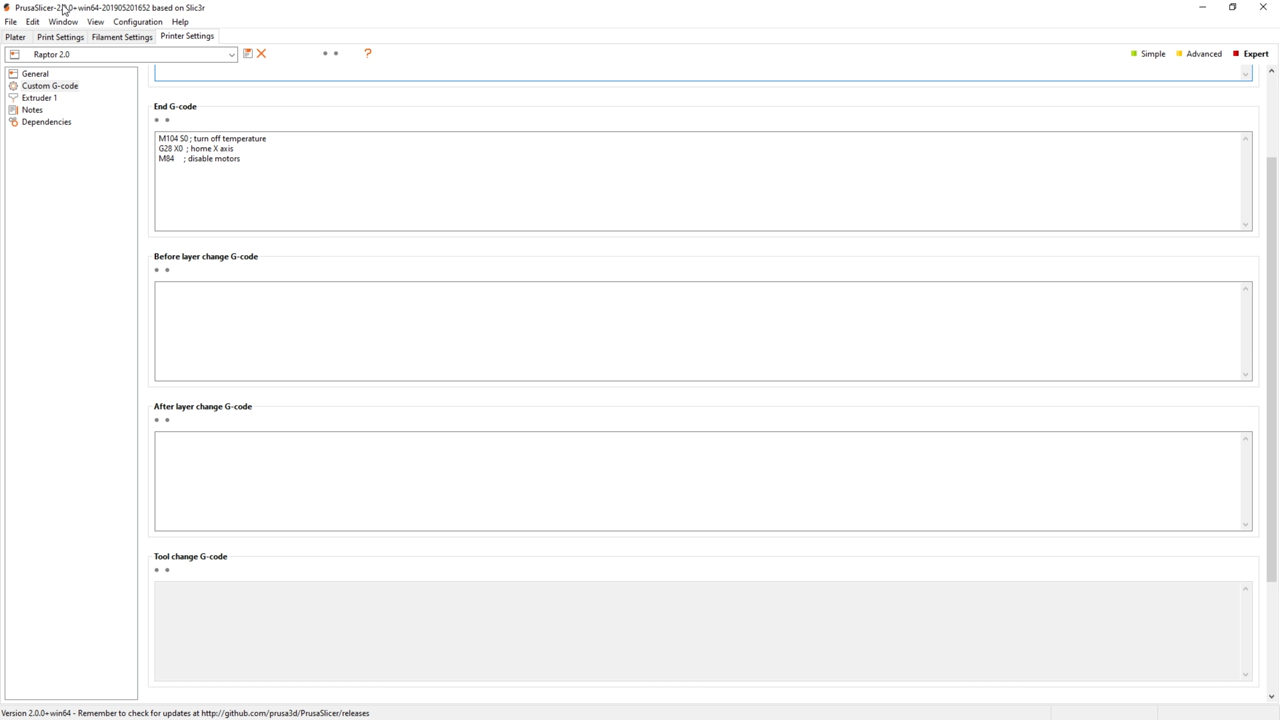 PrusaSlicer-2.0.0+win64-201905201652 based on Slic3r
File Edit Window View Configuration Help
Plater Print Settings Filament Settings Printer Settings
Raptor 2.0 ? Simple Advanced Expert
General
Custom G-code
Extruder 1
Notes
Dependencies
End G-code
M104 S0 ; turn off temperature
G28 X0 ; home X axis
M84 ; disable motors
Before layer change G-code
After layer change G-code
Tool change G-code
Version 2.0.0+win64 - Remember to check for updates at http://github.com/prusa3d/PrusaSlicer/releases